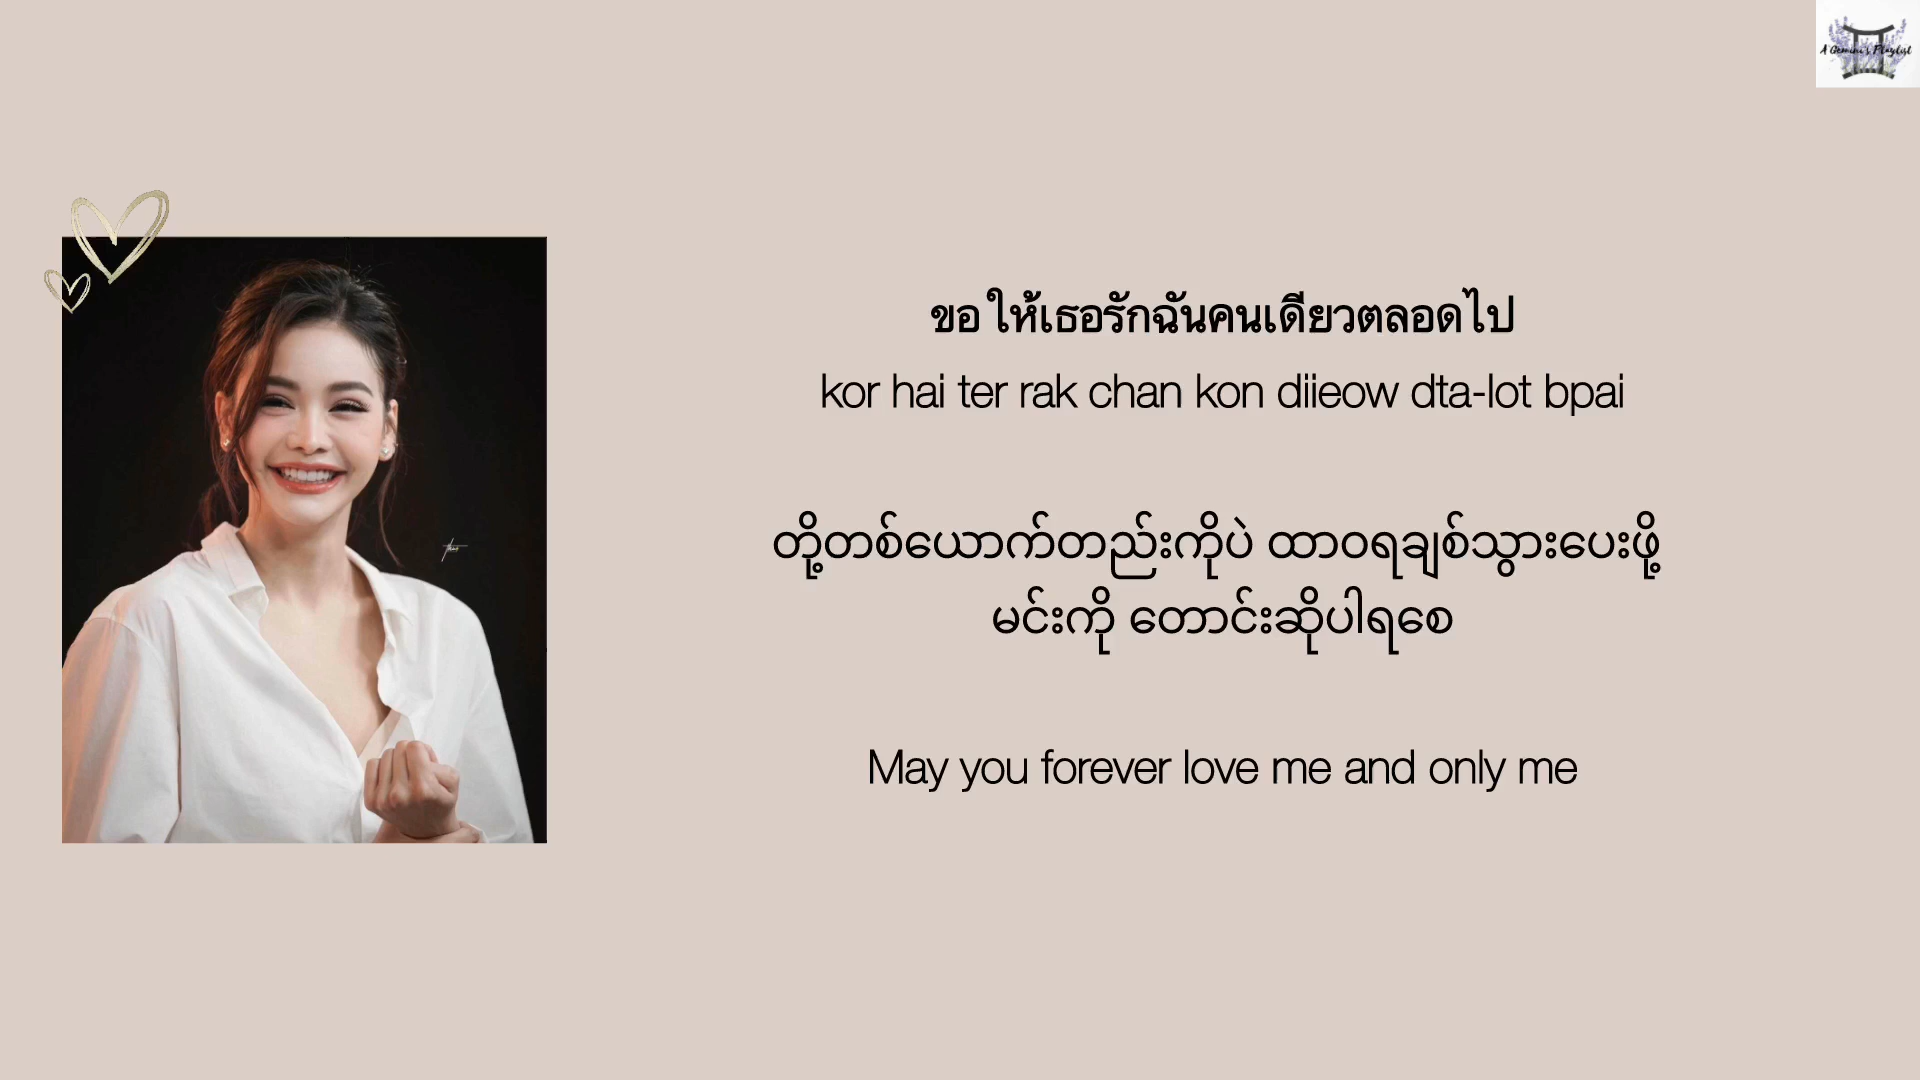 A Gemini's Playlist
ขอให้เธอรักฉันคนเดียวตลอดไป
kor hai ter rak chan kon diieow dta-lot bpai
တို့တစ်ယောက်တည်းကိုပဲ ထာဝရချစ်သွားပေးဖို့
မင်းကို တောင်းဆိုပါရစေ
May you forever love me and only me